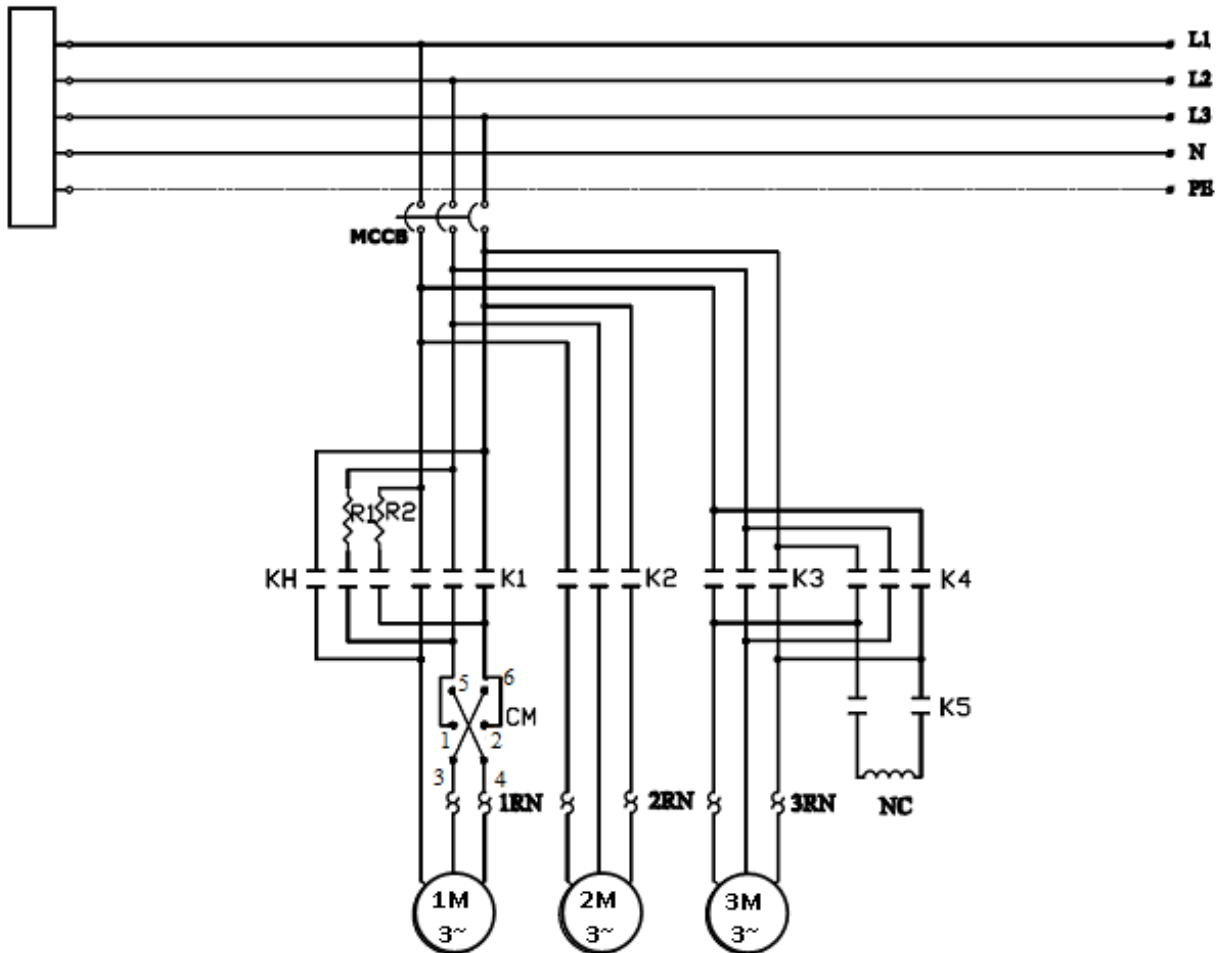 L1
L2
L3
N
PE
MCCB
R1 R2
KH K1 K2 K3 K4
5 6
CM K5
1 2
3 4
1RN 2RN 3RN NC
1M 2M 3M
3~ 3~ 3~